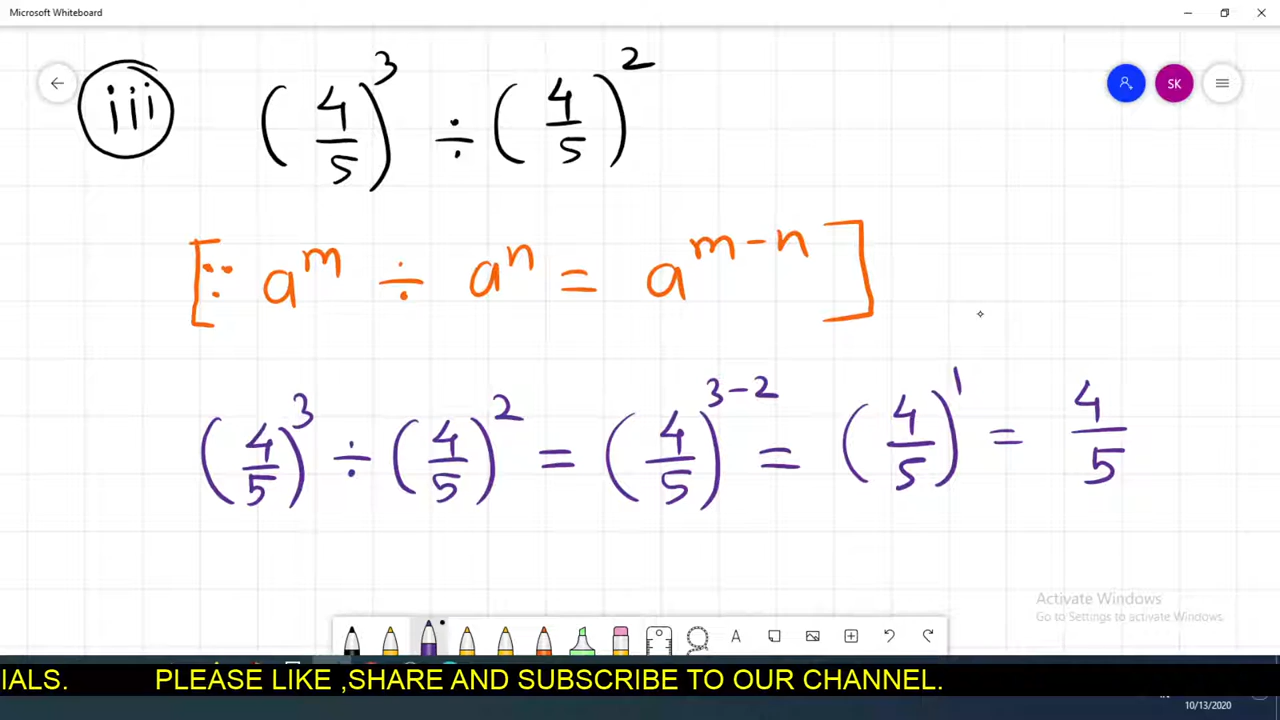 Microsoft Whiteboard
iii (4/5)^3 ÷ (4/5)^2
SK
[∵ a^m ÷ a^n = a^(m-n)]
(4/5)^3 ÷ (4/5)^2 = (4/5)^(3-2) = (4/5)^1 = 4/5
Activate Windows
Go to Settings to activate Windows.
A
IALS. PLEASE LIKE ,SHARE AND SUBSCRIBE TO OUR CHANNEL.
10/13/2020